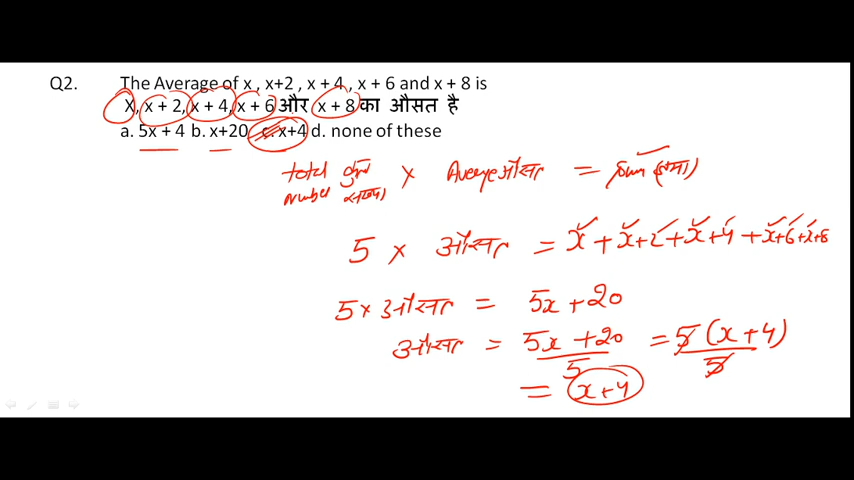 Q2. The Average of x , x+2 , x + 4 , x + 6 and x + 8 is
X, x + 2, x + 4, x + 6 और x + 8 का औसत है
a. 5x + 4 b. x+20 c. x+4 d. none of these
total कुल × Average औसत = Sum (जमा)
number संख्या
5 × औसत = x + x+2 + x+4 + x+6+x+8
5 × औसत = 5x + 20
औसत = 5x + 20 / 5 = 5 (x + 4) / 5
= x+4